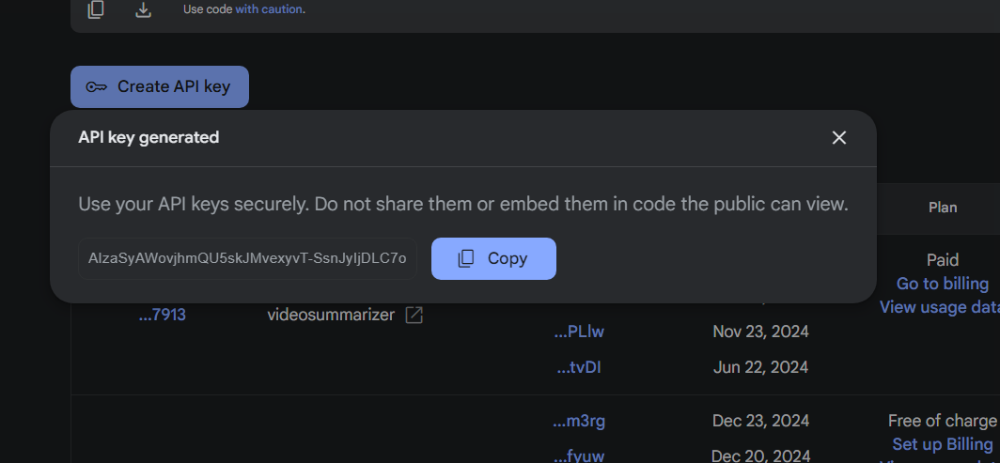 Use code with caution.
Create API key
API key generated
Use your API keys securely. Do not share them or embed them in code the public can view.
AIzaSyAWovjhmQU5skJMvexyvT-SsnJyIjDLC7o
Copy
Plan
Paid
Go to billing
View usage data
...7913
videosummarizer
...PLlw
Nov 23, 2024
...tvDI
Jun 22, 2024
...m3rg
Dec 23, 2024
Free of charge
Set up Billing
...fyuw
Dec 20, 2024